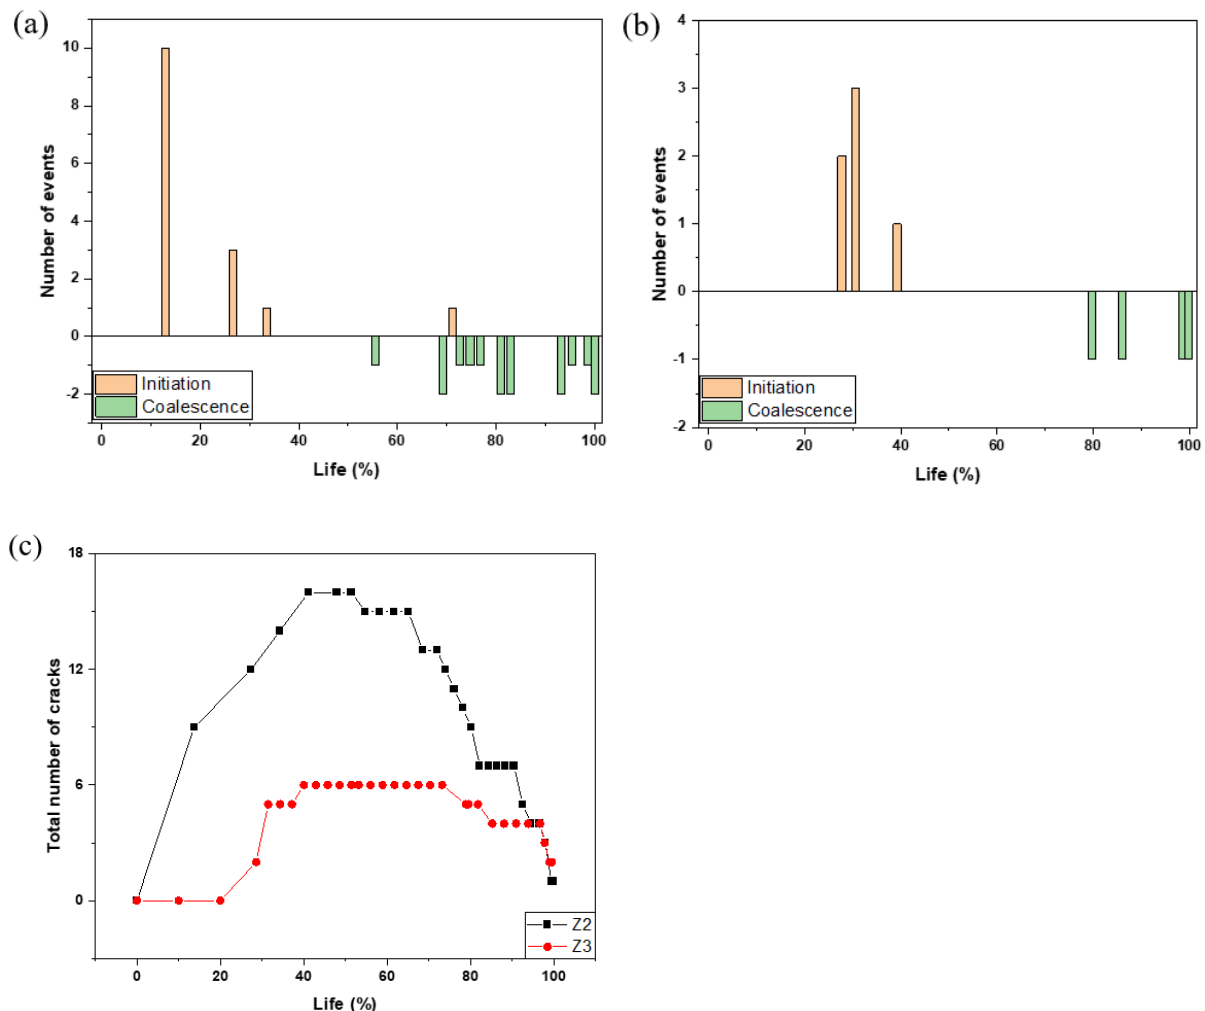 (a)
Number of events
10
8
6
4
2
0
-2
Initiation
Coalescence
0 20 40 60 80 100
Life (%)
(b)
Number of events
4
3
2
1
0
-1
-2
Initiation
Coalescence
0 20 40 60 80 100
Life (%)
(c)
Total number of cracks
18
12
6
0
Z2
Z3
0 20 40 60 80 100
Life (%)